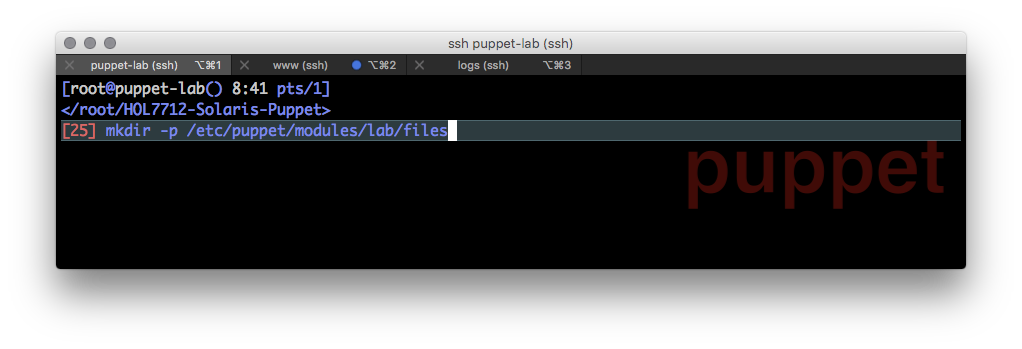 ssh puppet-lab (ssh)
puppet-lab (ssh) ⌥⌘1 www (ssh) ⌥⌘2 logs (ssh) ⌥⌘3
[root@puppet-lab() 8:41 pts/1]
</root/HOL7712-Solaris-Puppet>
[25] mkdir -p /etc/puppet/modules/lab/files
puppet